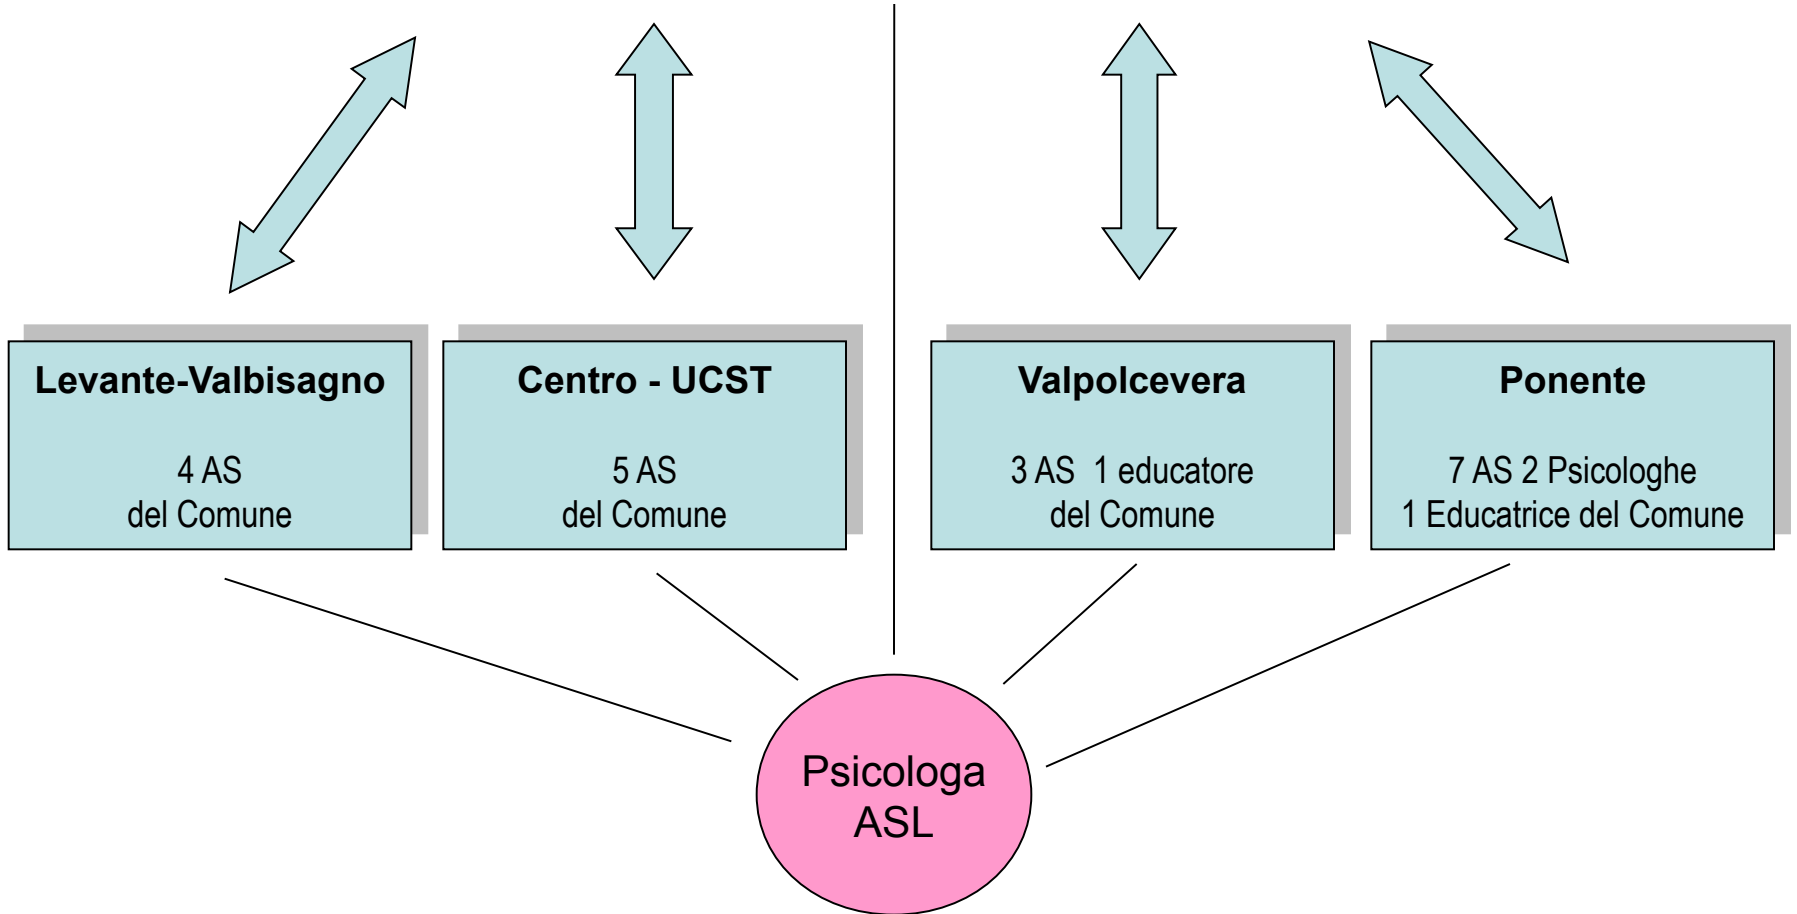 Levante-Valbisagno
4 AS
del Comune
Centro - UCST
5 AS
del Comune
Valpolcevera
3 AS 1 educatore
del Comune
Ponente
7 AS 2 Psicologhe
1 Educatrice del Comune
Psicologa
ASL